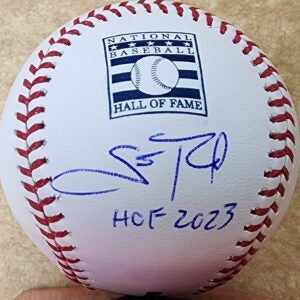 NATIONAL
BASEBALL
HALL OF FAME
HOF 2023